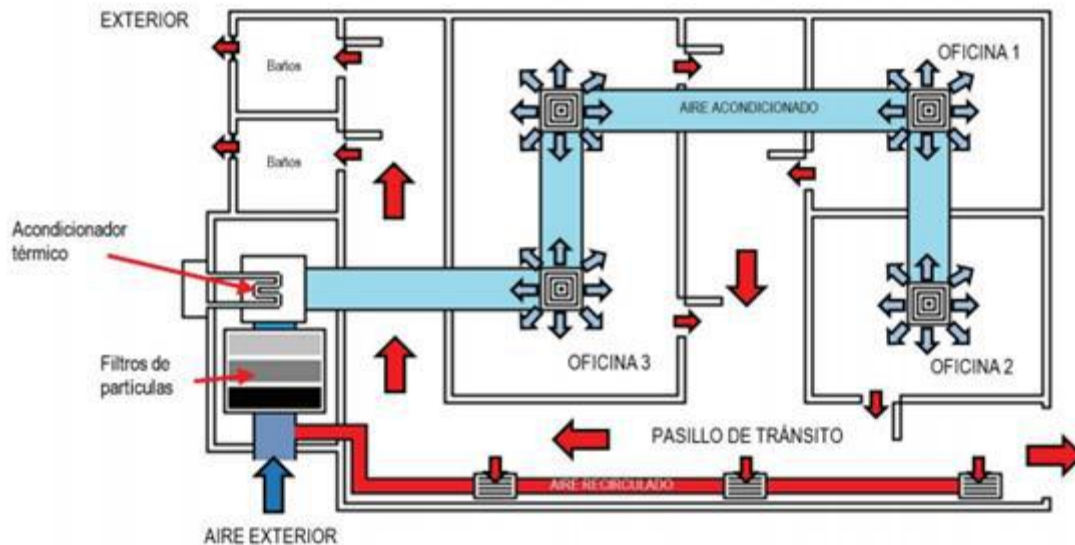 EXTERIOR
Baños
OFICINA 1
AIRE ACONDICIONADO
Baños
Acondicionador
térmico
Filtros de
partículas
OFICINA 3
OFICINA 2
PASILLO DE TRÁNSITO
AIRE RECIRCULADO
AIRE EXTERIOR